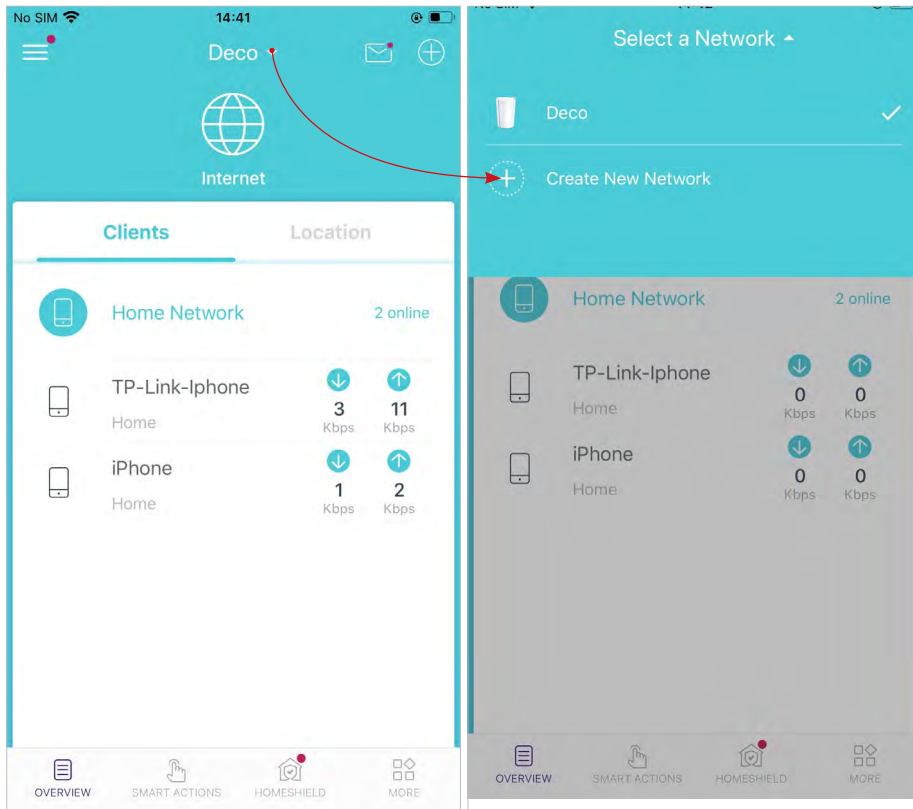 No SIM
14:41
Deco
Internet
Clients
Location
Home Network
2 online
TP-Link-Iphone
Home
3
Kbps
11
Kbps
iPhone
Home
1
Kbps
2
Kbps
OVERVIEW
SMART ACTIONS
HOMESHIELD
MORE
Select a Network
Deco
Create New Network
Home Network
2 online
TP-Link-Iphone
Home
0
Kbps
0
Kbps
iPhone
Home
0
Kbps
0
Kbps
OVERVIEW
SMART ACTIONS
HOMESHIELD
MORE